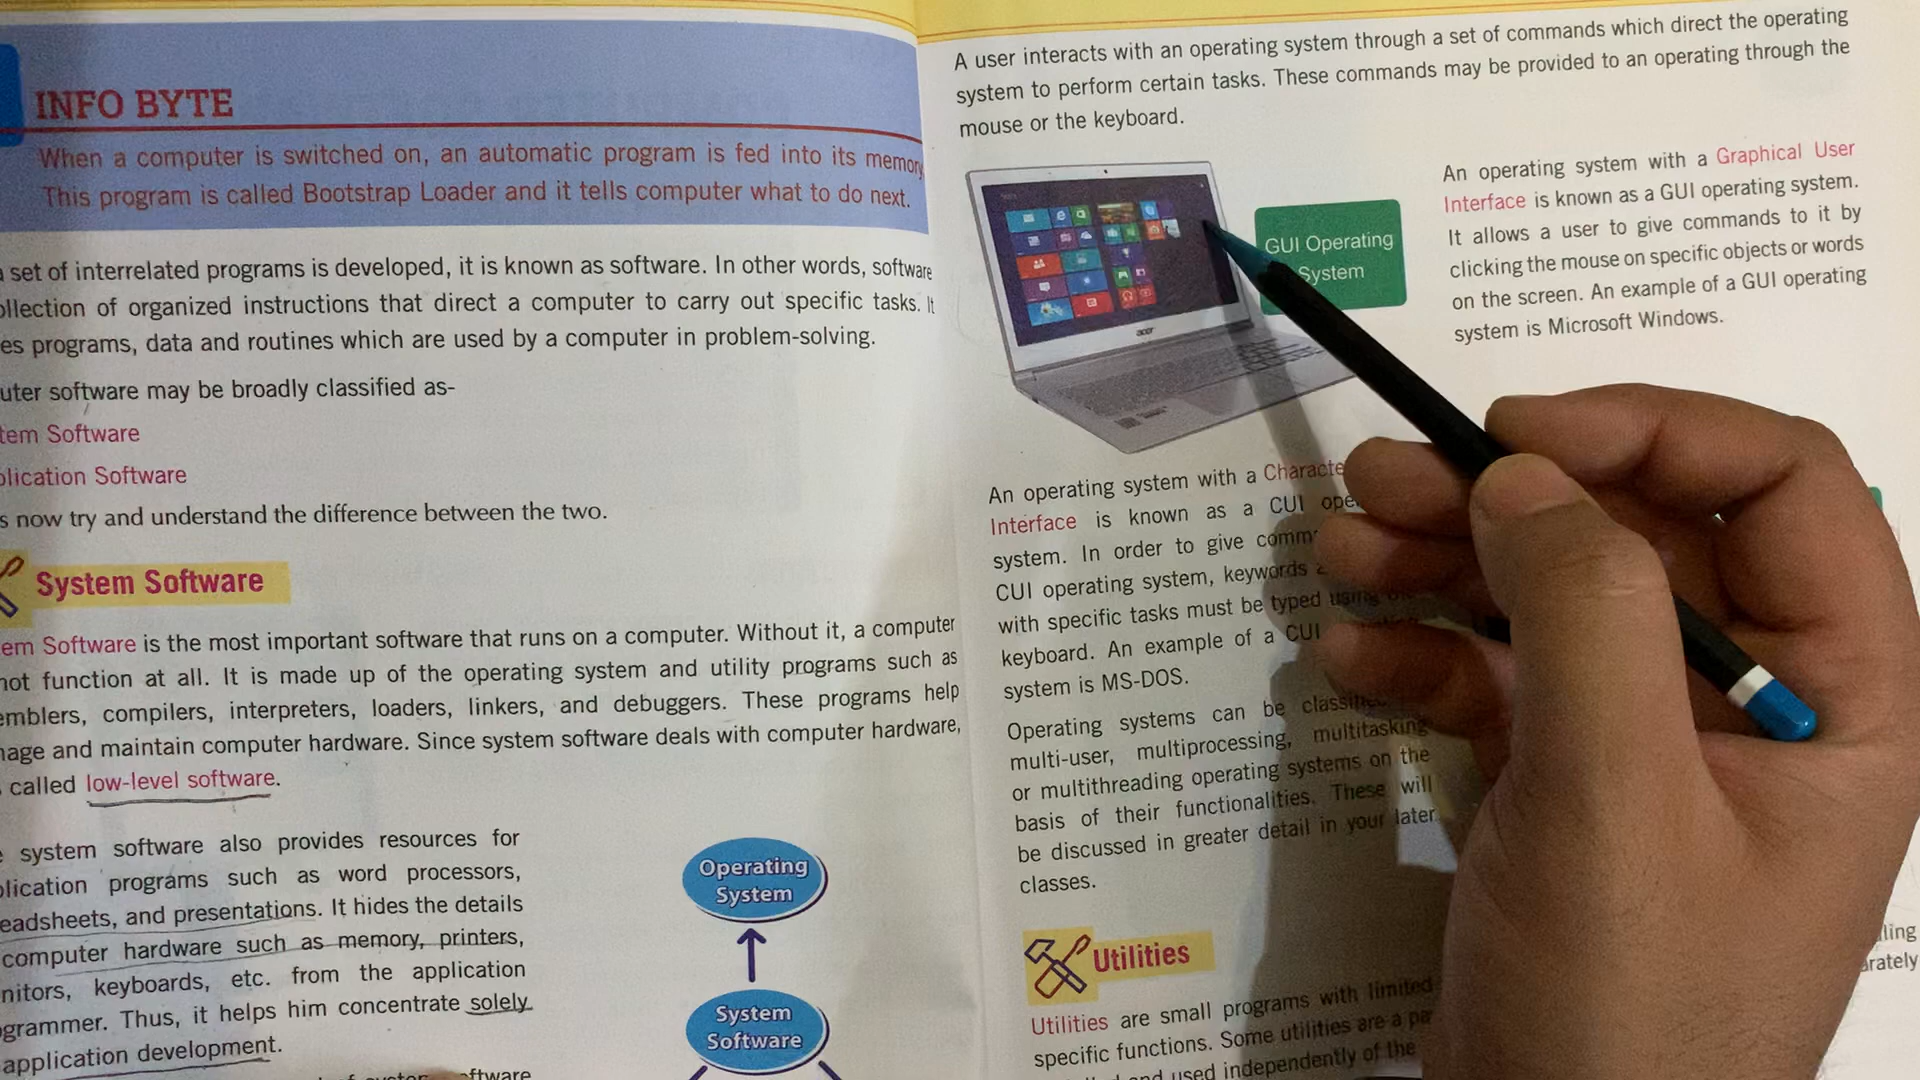 INFO BYTE
When a computer is switched on, an automatic program is fed into its memory
This program is called Bootstrap Loader and it tells computer what to do next.
set of interrelated programs is developed, it is known as software. In other words, software
ollection of organized instructions that direct a computer to carry out specific tasks. It
es programs, data and routines which are used by a computer in problem-solving.
uter software may be broadly classified as-
tem Software
plication Software
s now try and understand the difference between the two.
System Software
em Software is the most important software that runs on a computer. Without it, a computer
not function at all. It is made up of the operating system and utility programs such as
emblers, compilers, interpreters, loaders, linkers, and debuggers. These programs help
nage and maintain computer hardware. Since system software deals with computer hardware,
called low-level software.
system software also provides resources for
plication programs such as word processors,
eadsheets, and presentations. It hides the details
computer hardware such as memory, printers,
nitors, keyboards, etc. from the application
ogrammer. Thus, it helps him concentrate solely
application development.
ftware
Operating
System
System
Software
A user interacts with an operating system through a set of commands which direct the operating
system to perform certain tasks. These commands may be provided to an operating through the
mouse or the keyboard.
acer
GUI Operating
System
An operating system with a Graphical User
Interface is known as a GUI operating system.
It allows a user to give commands to it by
clicking the mouse on specific objects or words
on the screen. An example of a GUI operating
system is Microsoft Windows.
An operating system with a Characte
Interface is known as a CUI ope
system. In order to give comm
CUI operating system, keywords
with specific tasks must be typed using
keyboard. An example of a CUI
system is MS-DOS.
Operating systems can be classifi
multi-user, multiprocessing, multitasking
or multithreading operating systems on the
basis of their functionalities. These will
be discussed in greater detail in your later
classes.
Utilities
Utilities are small programs with limited
specific functions. Some utilities are a pa
and used independently of the
ling
arately